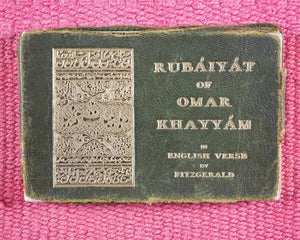 RUBÁIYÁT
OF
OMAR
KHAYYÁM
IN
ENGLISH VERSE
BY
FITZGERALD